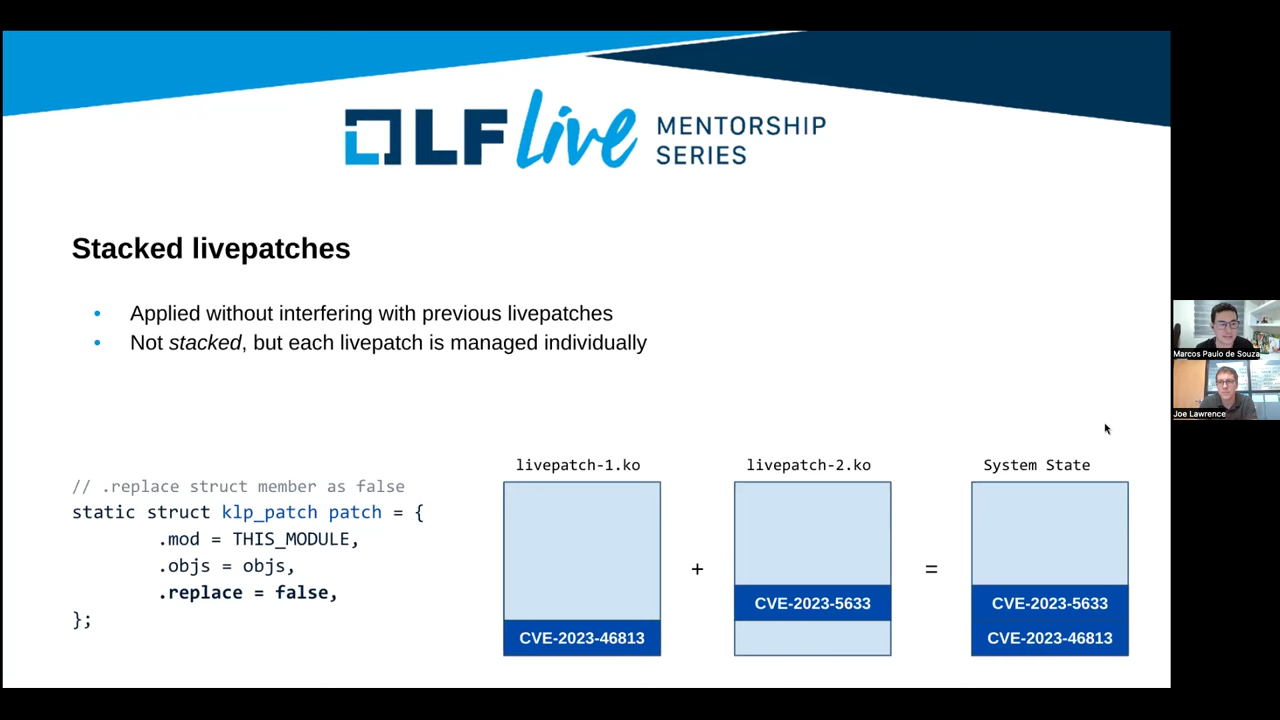 LF Live MENTORSHIP
SERIES
Stacked livepatches
• Applied without interfering with previous livepatches
• Not stacked, but each livepatch is managed individually
Marcos Paulo de Souza
Joe Lawrence
// .replace struct member as false
static struct klp_patch patch = {
.mod = THIS_MODULE,
.objs = objs,
.replace = false,
};
livepatch-1.ko
CVE-2023-46813
+
livepatch-2.ko
CVE-2023-5633
=
System State
CVE-2023-5633
CVE-2023-46813